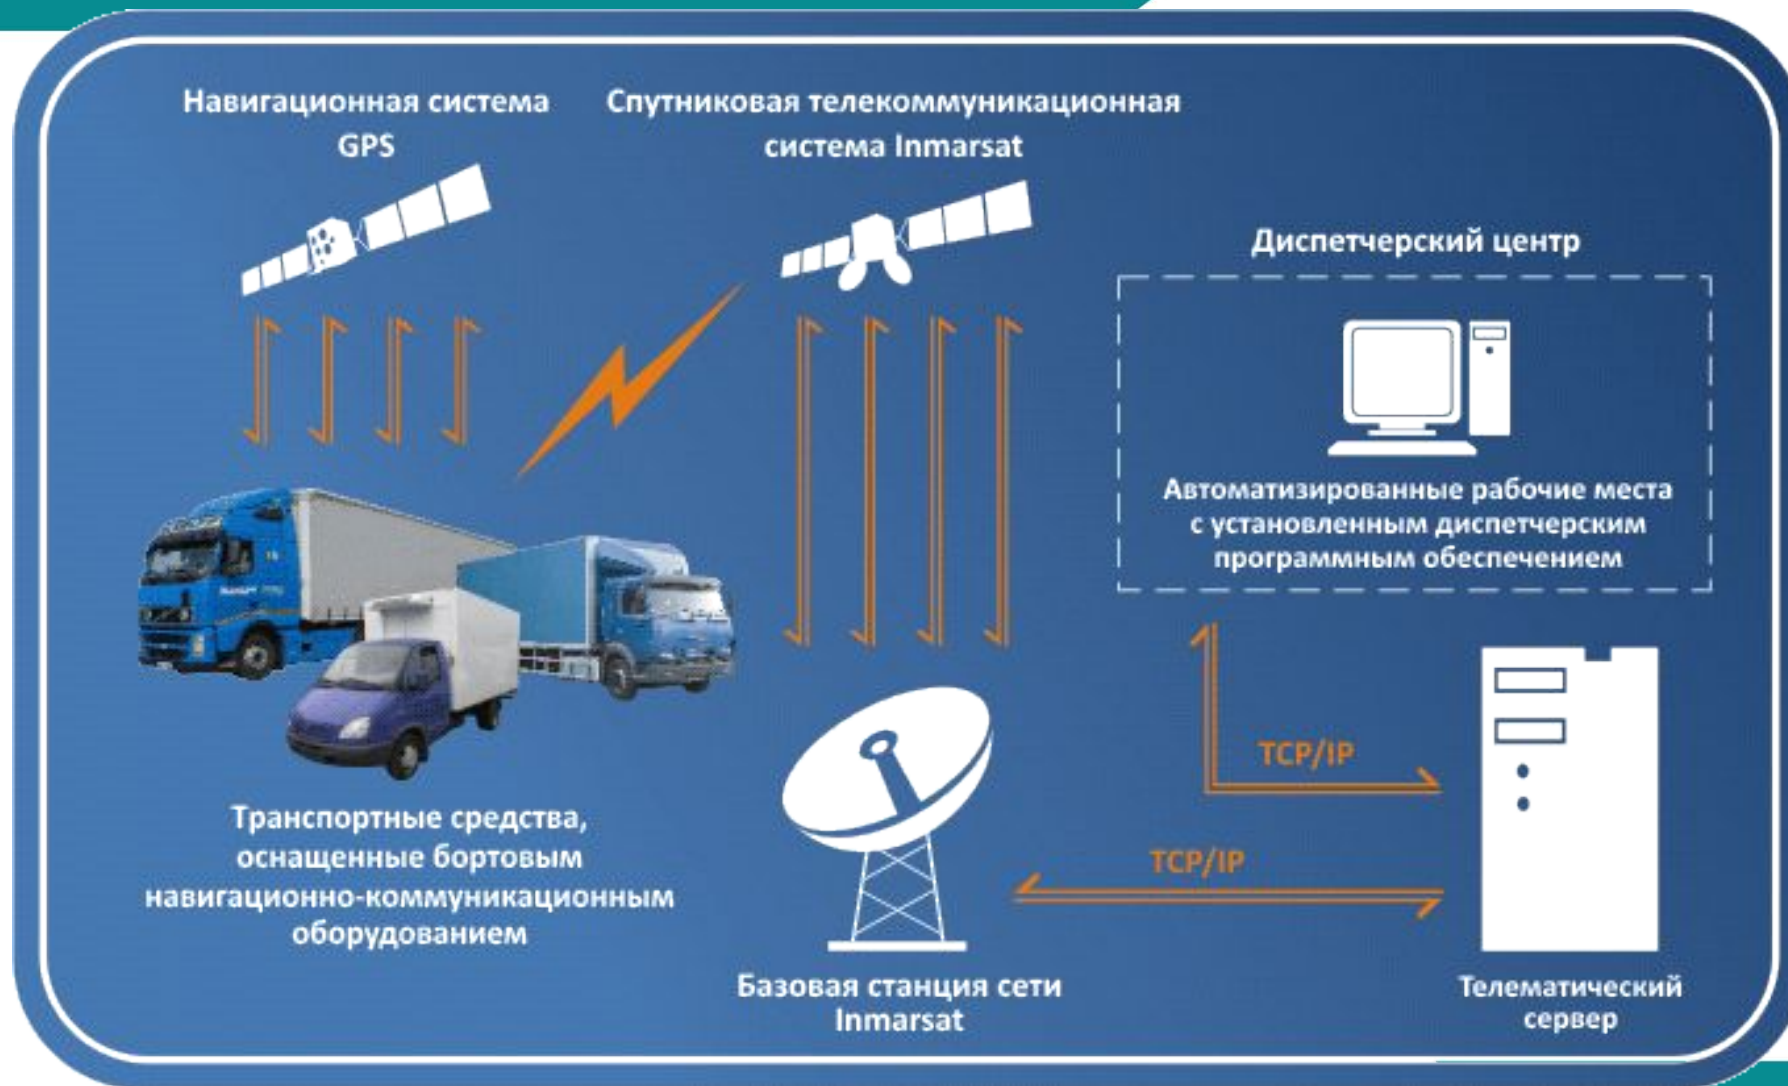 Навигационная система
GPS
Спутниковая телекоммуникационная
система Inmarsat
Диспетчерский центр
Автоматизированные рабочие места
с установленным диспетчерским
программным обеспечением
TCP/IP
TCP/IP
Транспортные средства,
оснащенные бортовым
навигационно-коммуникационным
оборудованием
Базовая станция сети
Inmarsat
Телематический
сервер